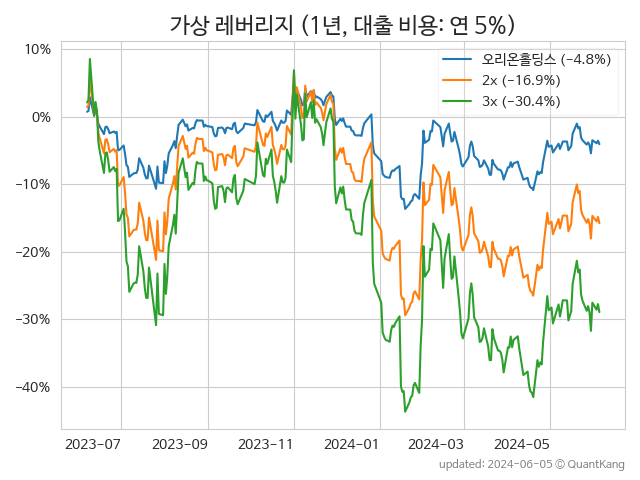 가상 레버리지 (1년, 대출 비용: 연 5%)
10%
0%
−10%
−20%
−30%
−40%
오리온홀딩스 (−4.8%)
2x (−16.9%)
3x (−30.4%)
2023-07
2023-09
2023-11
2024-01
2024-03
2024-05
updated: 2024-06-05 © QuantKang